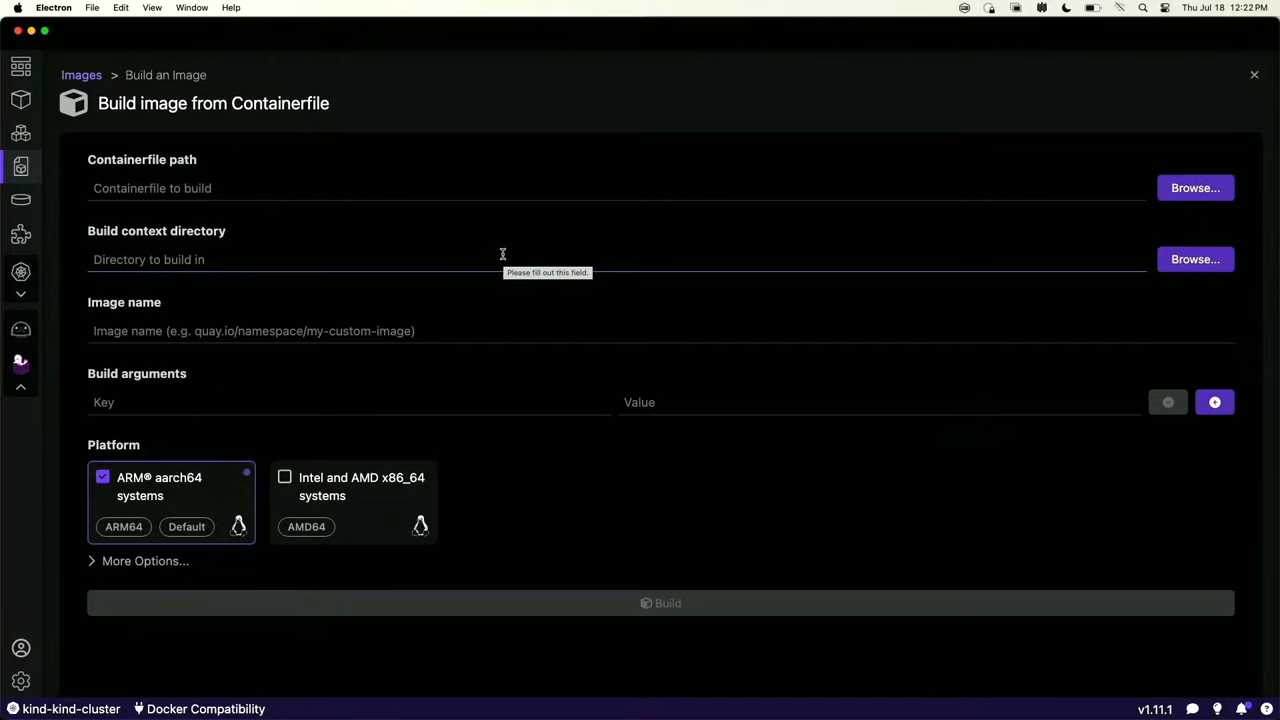 Electron File Edit View Window Help Thu Jul 18 12:22 PM
Images > Build an Image
Build image from Containerfile
Containerfile path
Containerfile to build
Browse...
Build context directory
Directory to build in
Browse...
Please fill out this field.
Image name
Image name (e.g. quay.io/namespace/my-custom-image)
Build arguments
Key Value
Platform
ARM® aarch64 systems
ARM64 Default
Intel and AMD x86_64 systems
AMD64
More Options...
Build
kind-kind-cluster Docker Compatibility v1.11.1